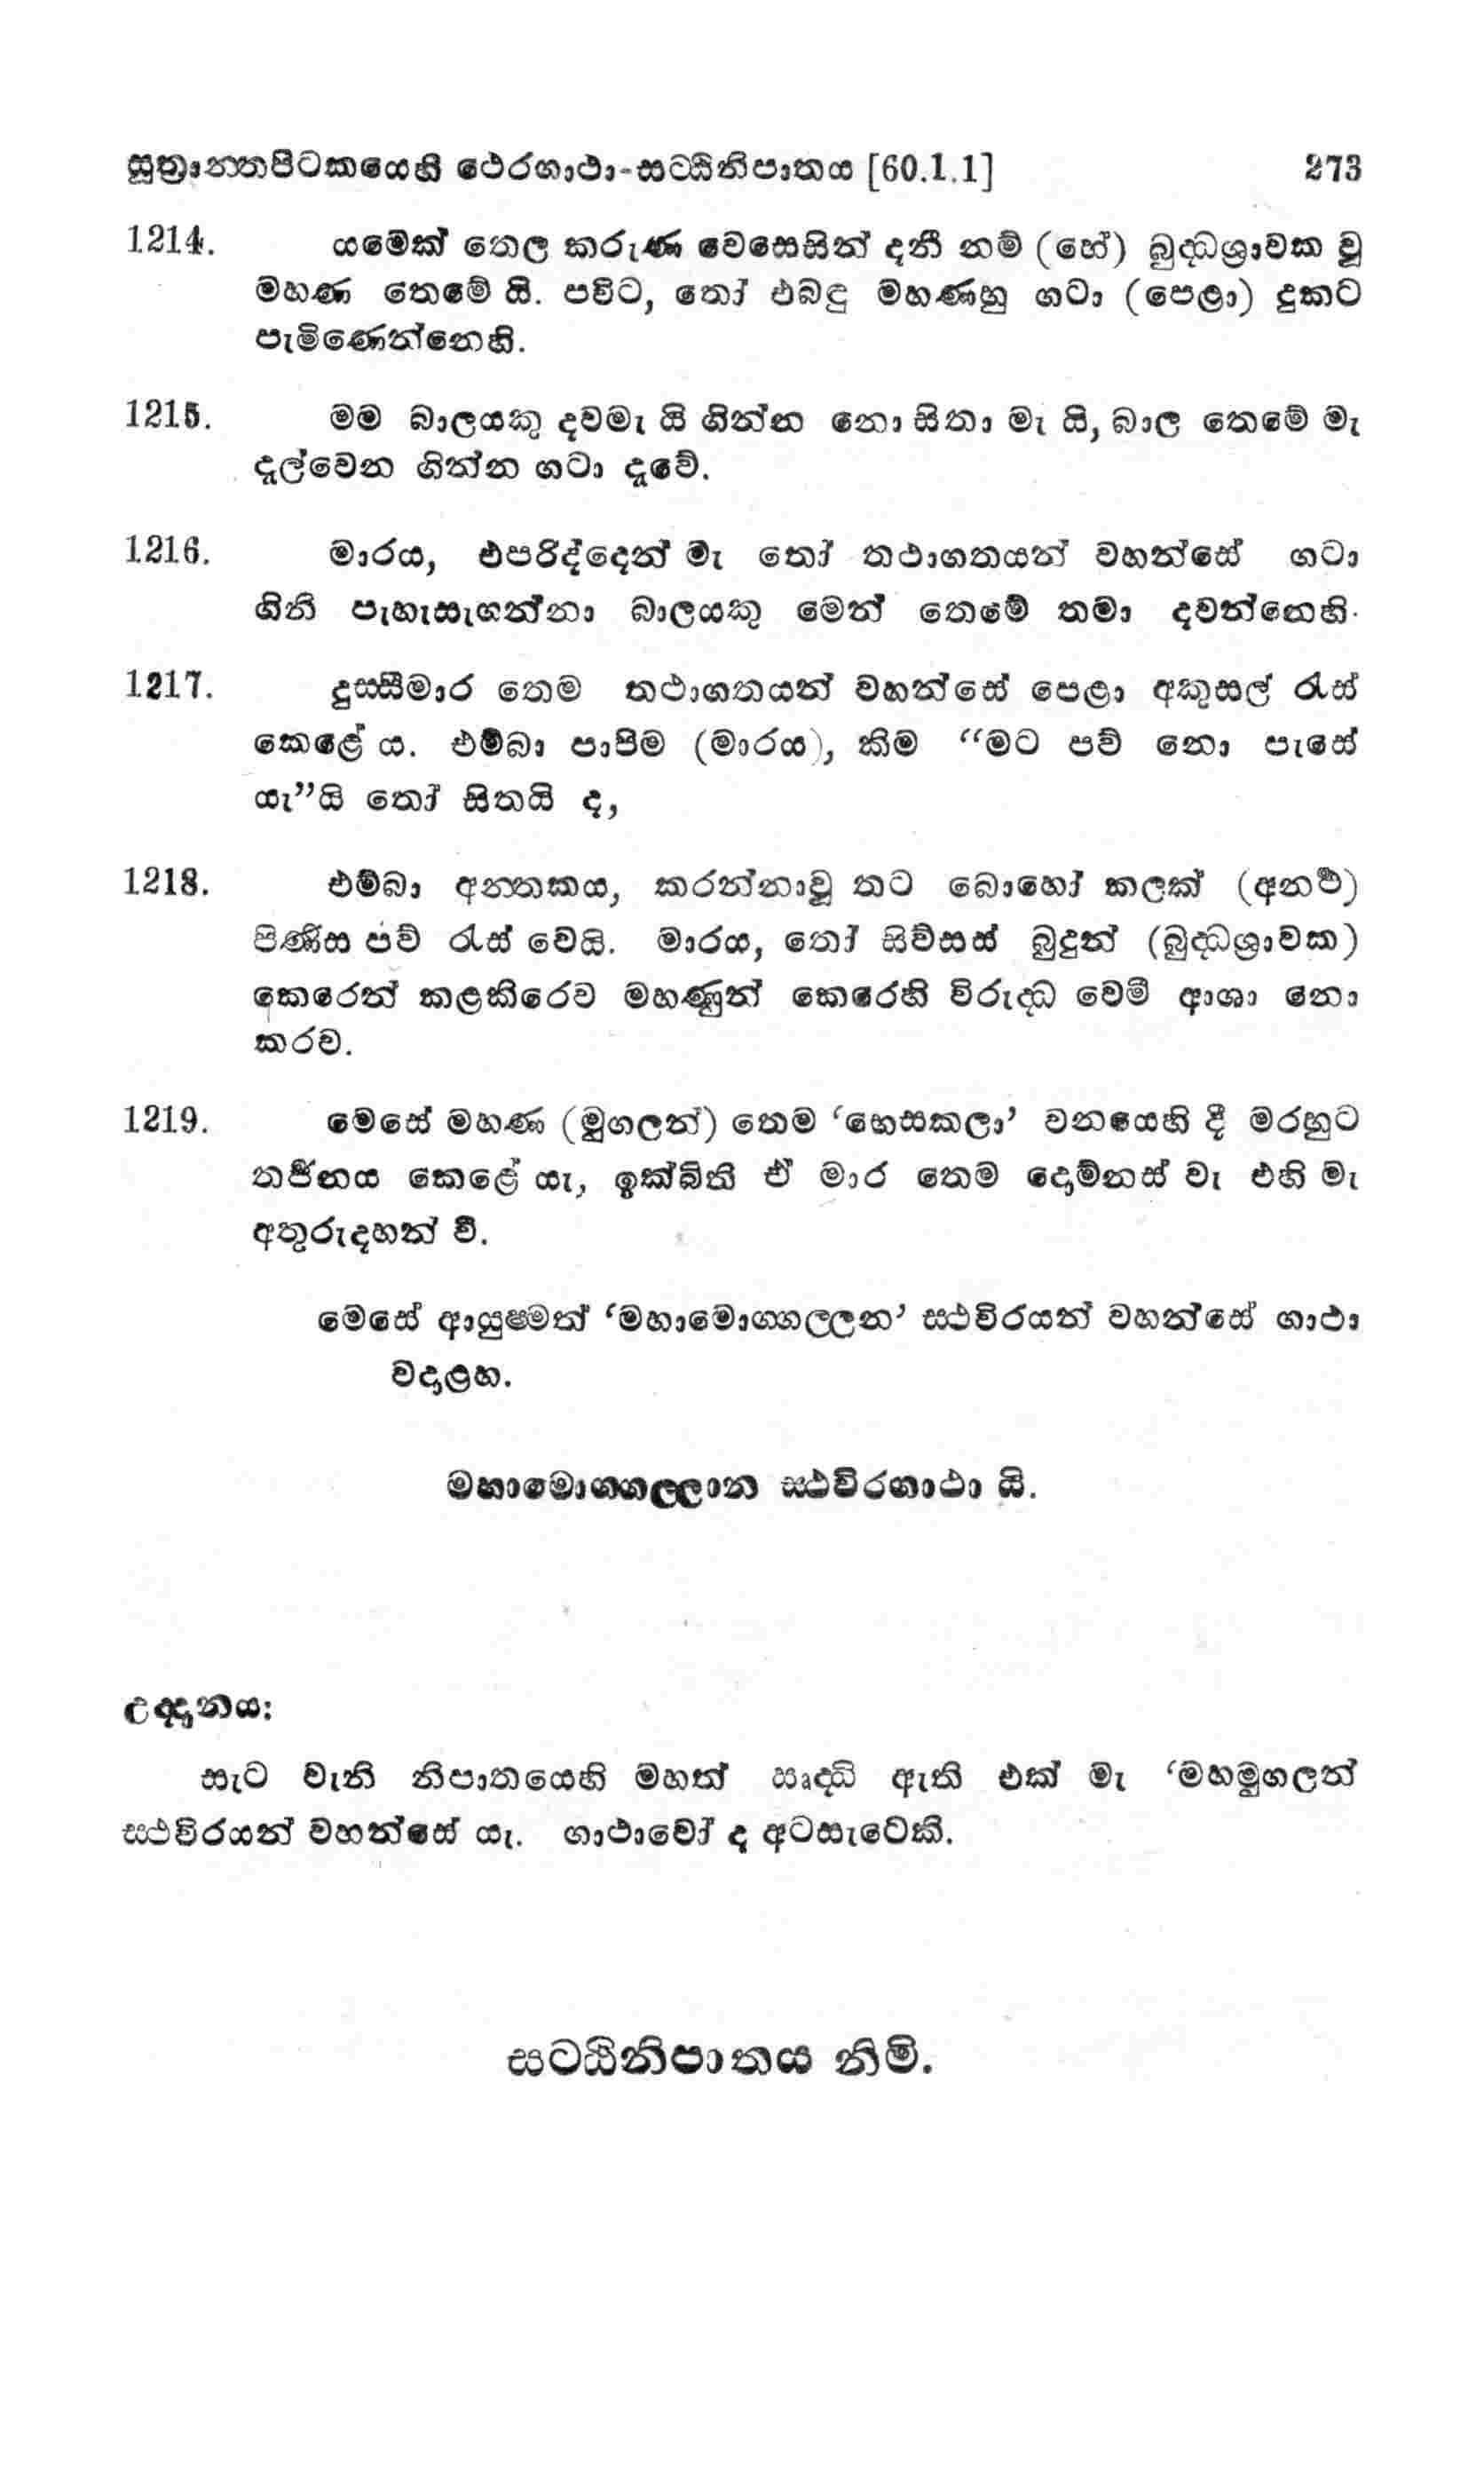 සූත්‍රාන්තපිටකයෙහි ථෙරගාථා-සට්ඨිනිපාතය [60.1.1] 273
1214. යමෙක් තෙල කරුණ වෙසෙසින් දනී නම් (හේ) බුද්ධශ්‍රාවක වූ
මහණ තෙමේ යි. පවිට, තෝ එබඳු මහණහු ගටා (පෙළා) දුකට
පැමිණෙන්නෙහි.
1215. මම බාලයකු දවමැ යි ගින්න නො සිතා මැ යි, බාල තෙමේ මැ
දැල්වෙන ගින්න ගටා දැවේ.
1216. මාරය, එපරිද්දෙන් මැ තෝ තථාගතයන් වහන්සේ ගටා
ගිනි පැහැසැගන්නා බාලයකු මෙන් තෙමේ තමා දවන්නෙහි.
1217. දුස්සීමාර තෙම තථාගතයන් වහන්සේ පෙළා අකුසල් රැස්
කෙළේ ය. එම්බා පාපිම (මාරය), කිම “මට පව් නො පැසේ
යැ”යි තෝ සිතයි ද,
1218. එම්බා අන්තකය, කරන්නාවූ තට බොහෝ කලක් (අනර්‍ථ)
පිණිස පව් රැස් වෙයි. මාරය, තෝ සිව්සස් බුදුන් (බුද්ධශ්‍රාවක)
කෙරෙන් කළකිරෙව මහණුන් කෙරෙහි විරුද්ධ වෙමි ආශා නො
කරව.
1219. මෙසේ මහණ (මුගලන්) තෙම ‘භෙසකලා’ වනයෙහි දී මරහුට
තර්‍ජනය කෙළේ යැ, ඉක්බිති ඒ මාර තෙම දොම්නස් වැ එහි මැ
අතුරුදහන් වී.
මෙසේ ආයුෂ්මත් ‘මහාමොග්ගල්ලාන’ ස්ථවිරයන් වහන්සේ ගාථා
වදාළහ.
මහාමොග්ගල්ලාන ස්ථවිරගාථා යි.
උද්දානය:
සැට වැනි නිපාතයෙහි මහත් සෘද්ධි ඇති එක් මැ ‘මහමුගලන්
ස්ථවිරයන් වහන්සේ යැ. ගාථාවෝ ද අටසැටෙකි.
සට්ඨිනිපාතය නිමි.